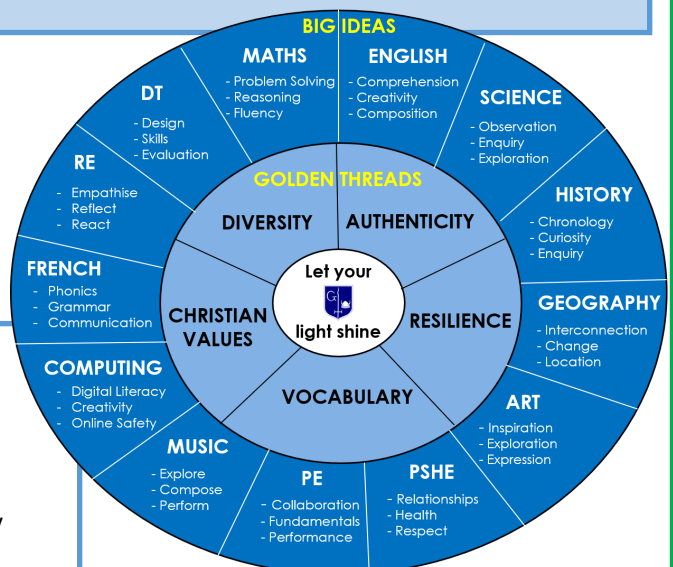 BIG IDEAS
MATHS
- Problem Solving
- Reasoning
- Fluency
ENGLISH
- Comprehension
- Creativity
- Composition
SCIENCE
- Observation
- Enquiry
- Exploration
HISTORY
- Chronology
- Curiosity
- Enquiry
GEOGRAPHY
- Interconnection
- Change
- Location
ART
- Inspiration
- Exploration
- Expression
PSHE
- Relationships
- Health
- Respect
PE
- Collaboration
- Fundamentals
- Performance
MUSIC
- Explore
- Compose
- Perform
COMPUTING
- Digital Literacy
- Creativity
- Online Safety
FRENCH
- Phonics
- Grammar
- Communication
RE
- Empathise
- Reflect
- React
DT
- Design
- Skills
- Evaluation
GOLDEN THREADS
DIVERSITY
AUTHENTICITY
RESILIENCE
VOCABULARY
CHRISTIAN
VALUES
Let your
G
light shine